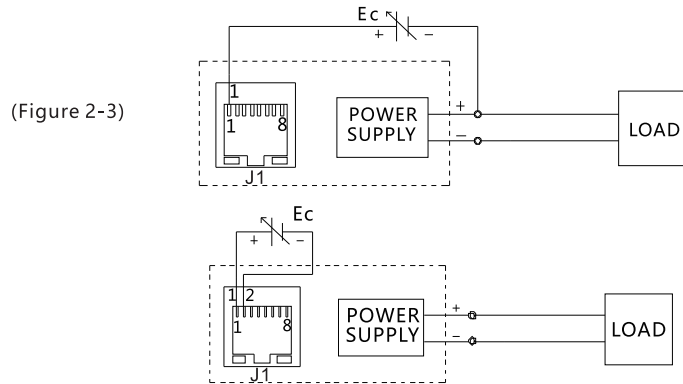 Ec
+ −
(Figure 2-3)
1
1 8
J1
POWER
SUPPLY
+
−
LOAD
Ec
+ −
1 2
1 8
J1
POWER
SUPPLY
+
−
LOAD